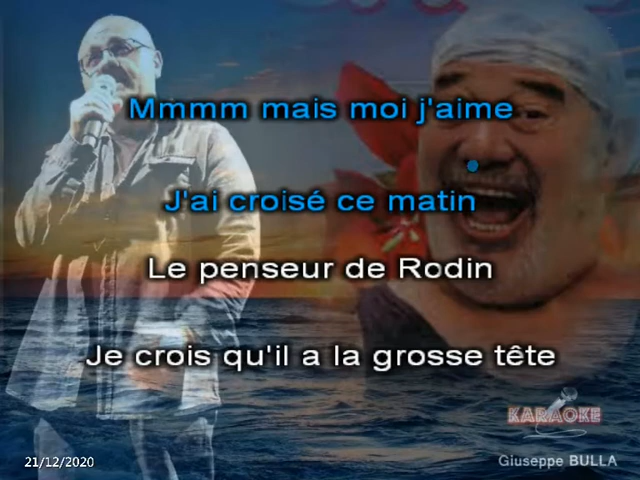 Mmmm mais moi j'aime
J'ai croisé ce matin
Le penseur de Rodin
Je crois qu'il a la grosse tête
KARAOKE
21/12/2020
Giuseppe BULLA